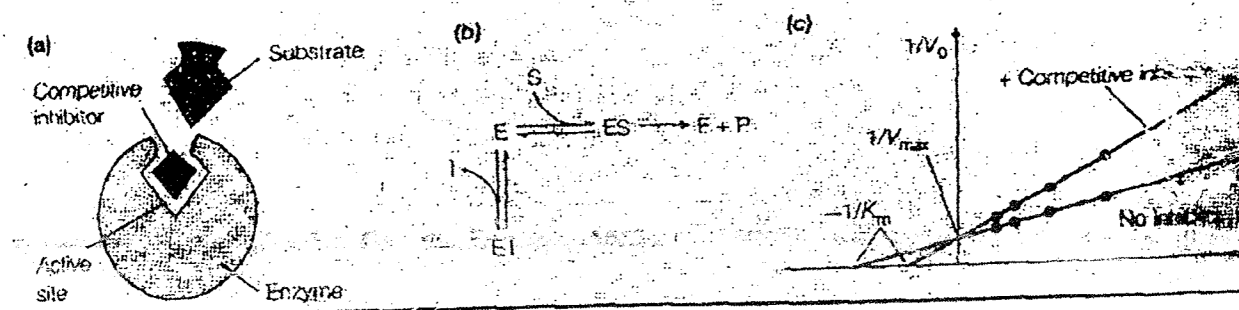 (a)
Substrate
Competitive
inhibitor
Active
site
Enzyme
(b)
S
E
ES
E + P
I
EI
(c)
1/V₀
+ Competitive
1/Vmax
−1/Km
No